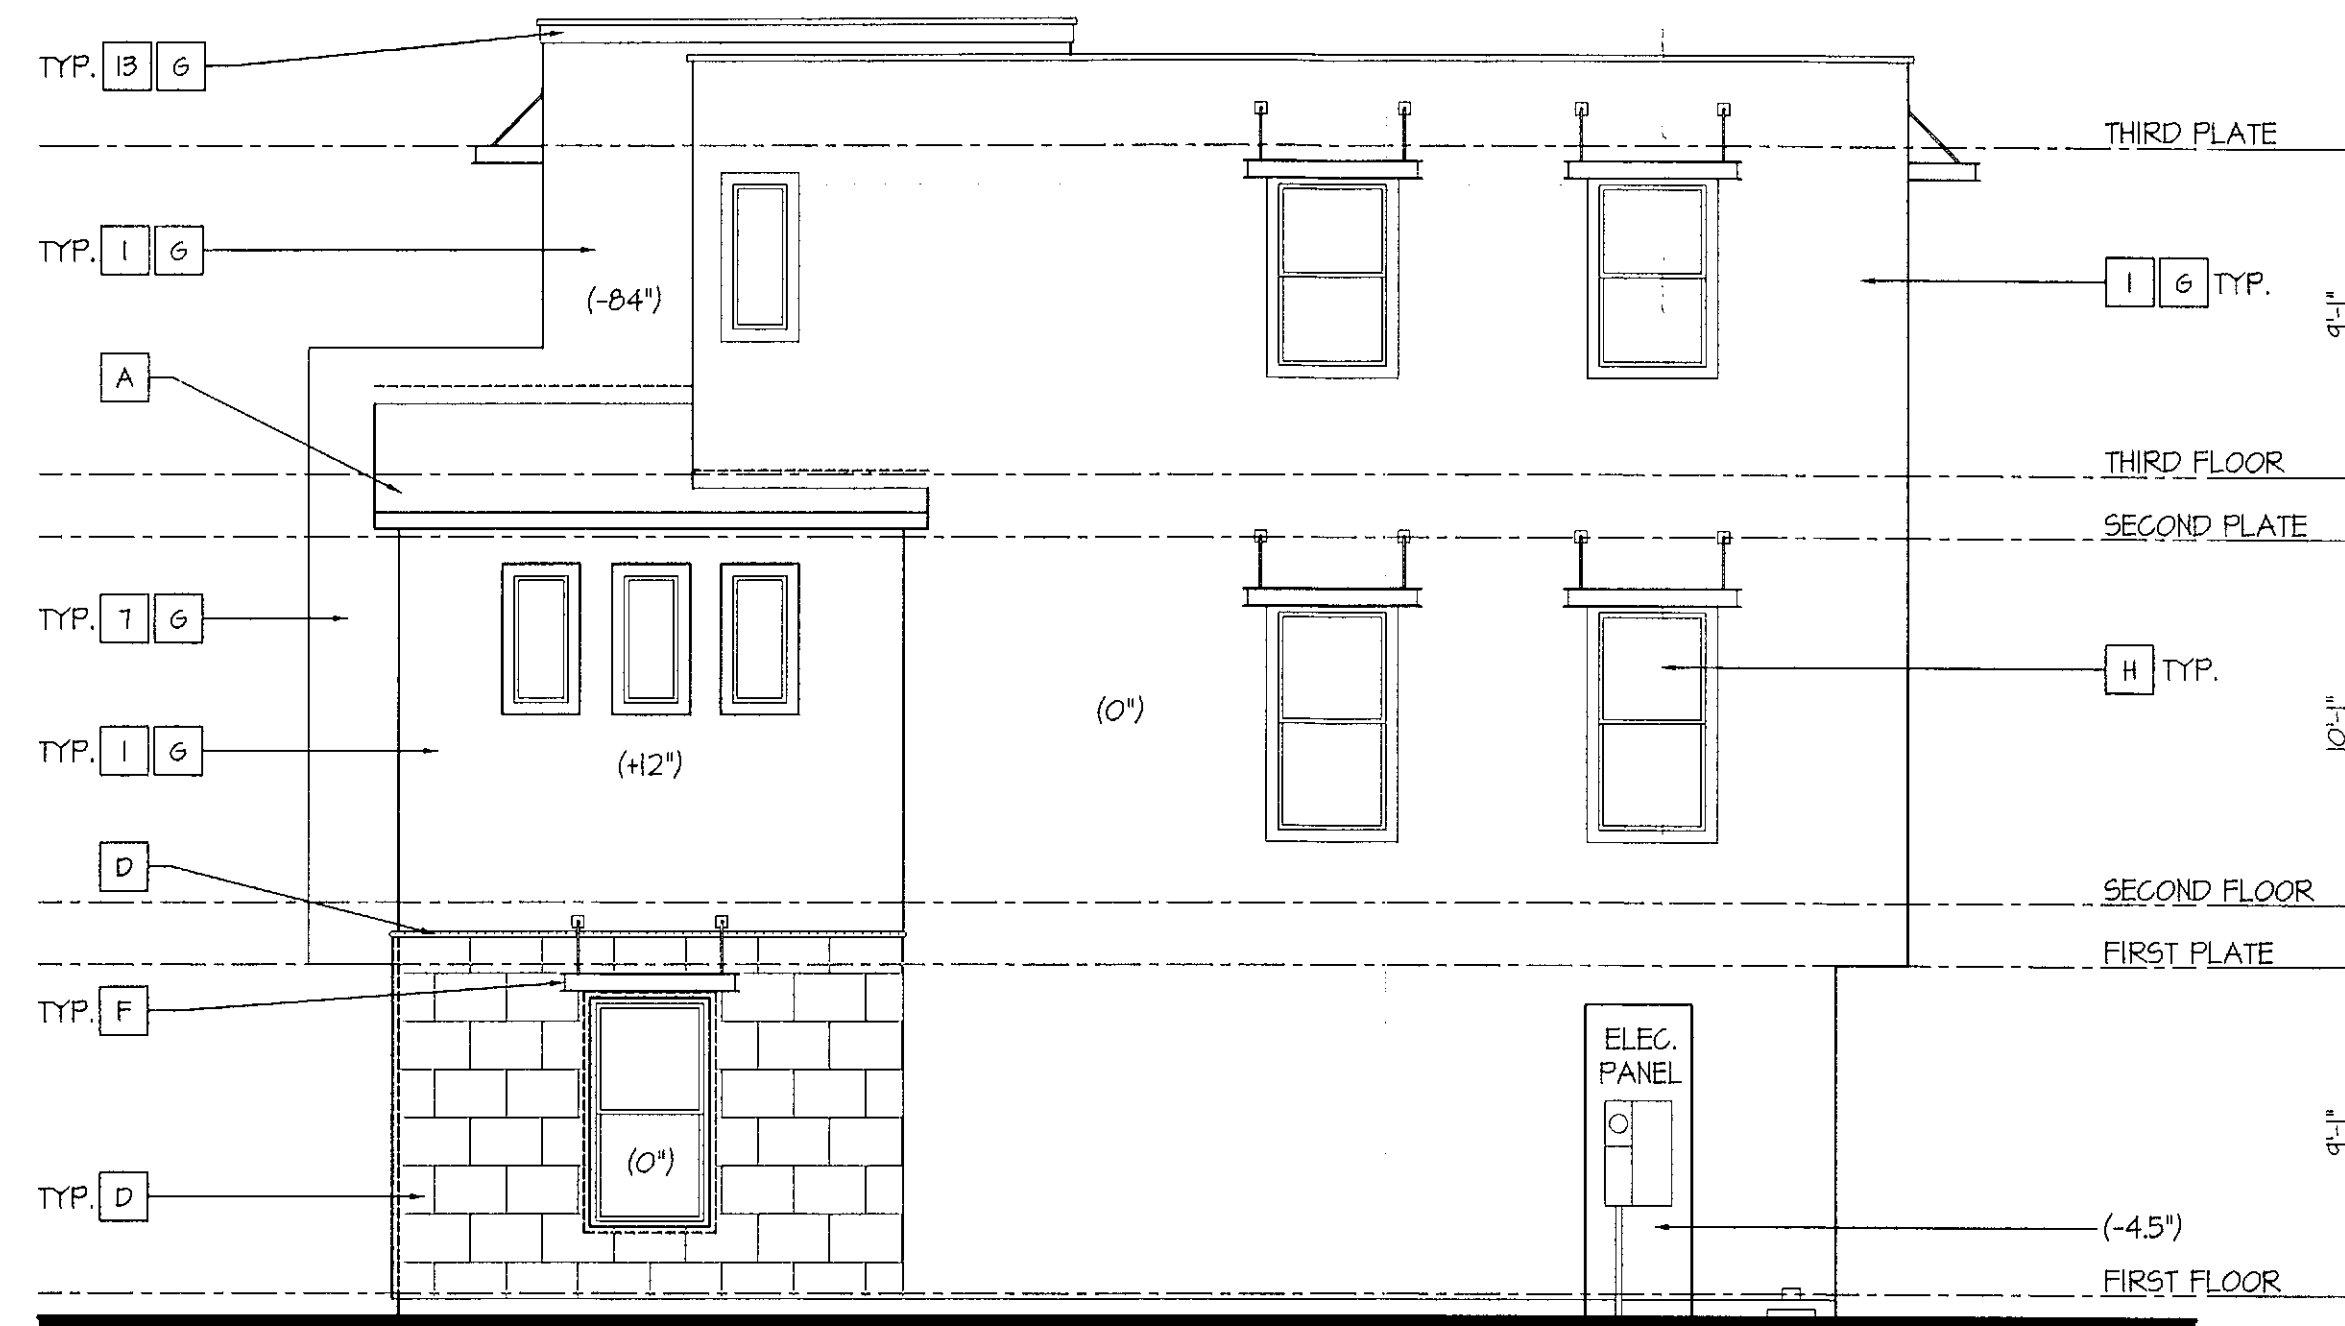 TYP. 13 G
THIRD PLATE
TYP. 1 G
(-84")
1 G TYP.
9'-1"
A
THIRD FLOOR
SECOND PLATE
TYP. 7 G
H TYP.
(0")
10'-1"
TYP. 1 G
(+12")
D
SECOND FLOOR
FIRST PLATE
TYP. F
ELEC.
PANEL
9'-1"
(0")
TYP. D
(-4.5")
FIRST FLOOR